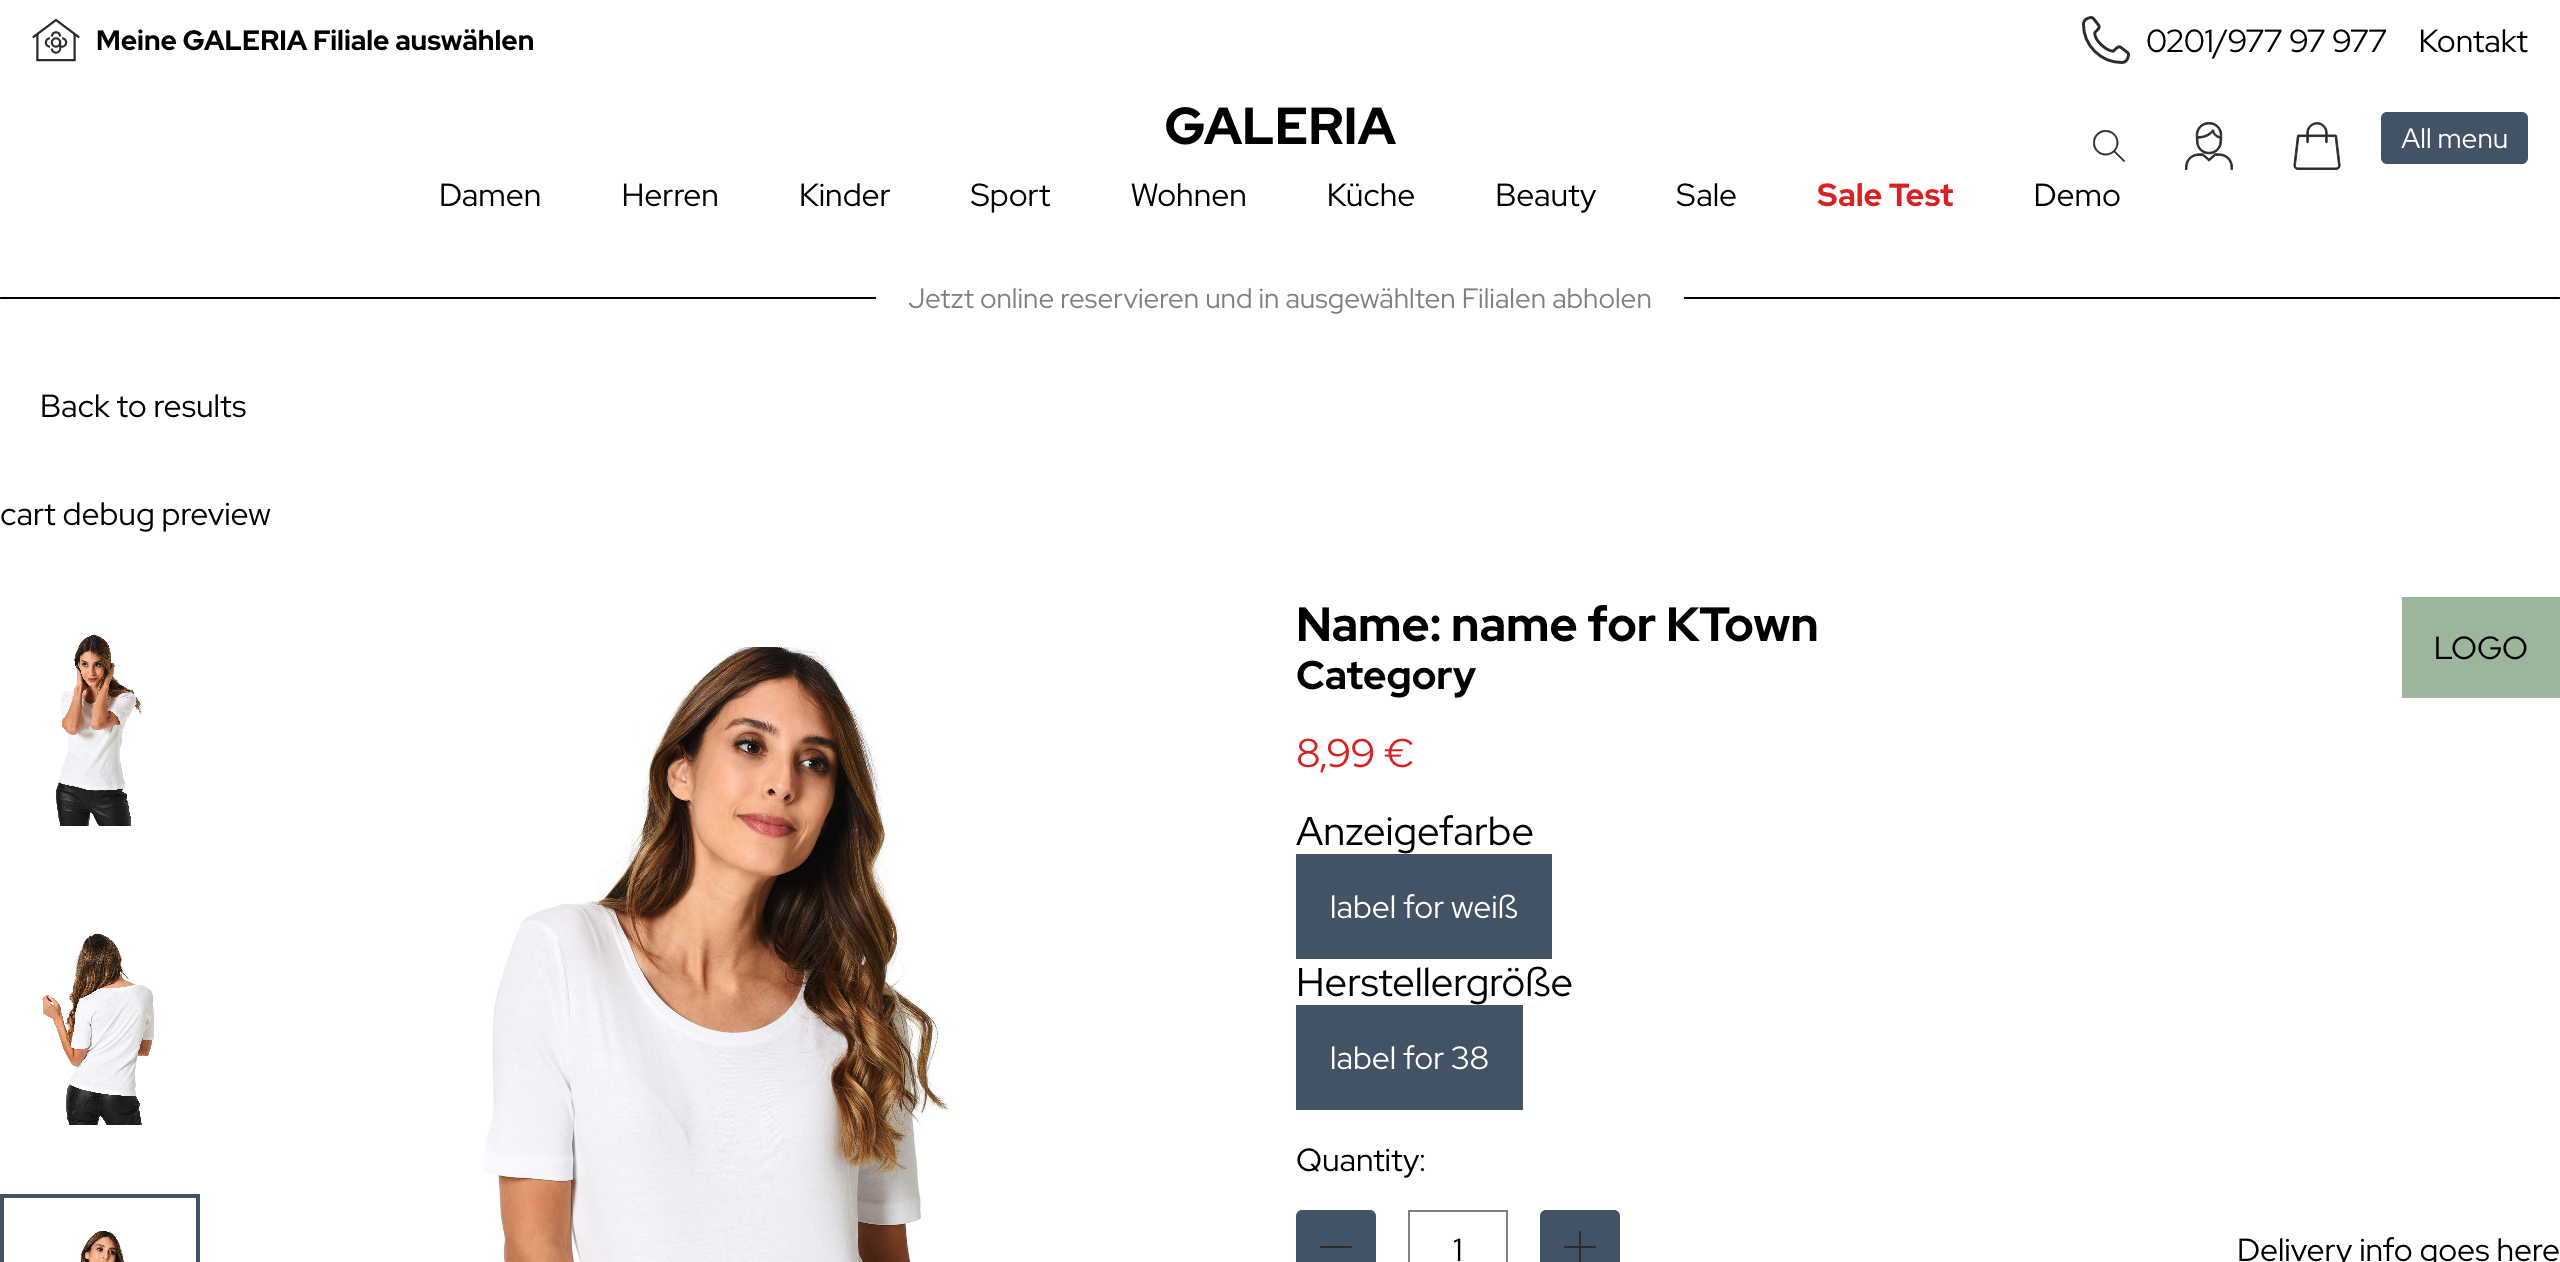 Meine GALERIA Filiale auswählen
0201/977 97 977 Kontakt
GALERIA
All menu
Damen Herren Kinder Sport Wohnen Küche Beauty Sale Sale Test Demo
Jetzt online reservieren und in ausgewählten Filialen abholen
Back to results
cart debug preview
Name: name for KTown
LOGO
Category
8,99 €
Anzeigefarbe
label for weiß
Herstellergröße
label for 38
Quantity:
1
Delivery info goes here